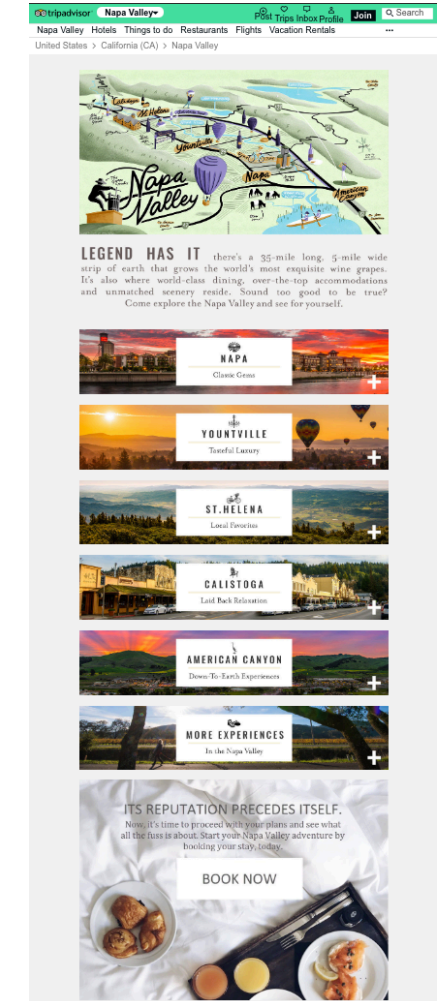 tripadvisor Napa Valley Post Trips Inbox Profile Join Search
Napa Valley Hotels Things to do Restaurants Flights Vacation Rentals ...
United States > California (CA) > Napa Valley
Calistoga
St. Helena
Yountville
Napa
American
Canyon
Napa
Valley
LEGEND HAS IT there's a 35-mile long, 5-mile wide
strip of earth that grows the world's most exquisite wine grapes.
It's also where world-class dining, over-the-top accommodations
and unmatched scenery reside. Sound too good to be true?
Come explore the Napa Valley and see for yourself.
NAPA
Classic Gems
YOUNTVILLE
Tasteful Luxury
ST.HELENA
Local Favorites
CALISTOGA
Laid Back Relaxation
AMERICAN CANYON
Down-To-Earth Experiences
MORE EXPERIENCES
In the Napa Valley
ITS REPUTATION PRECEDES ITSELF.
Now, it's time to proceed with your plans and see what
all the fuss is about. Start your Napa Valley adventure by
booking your stay, today.
BOOK NOW